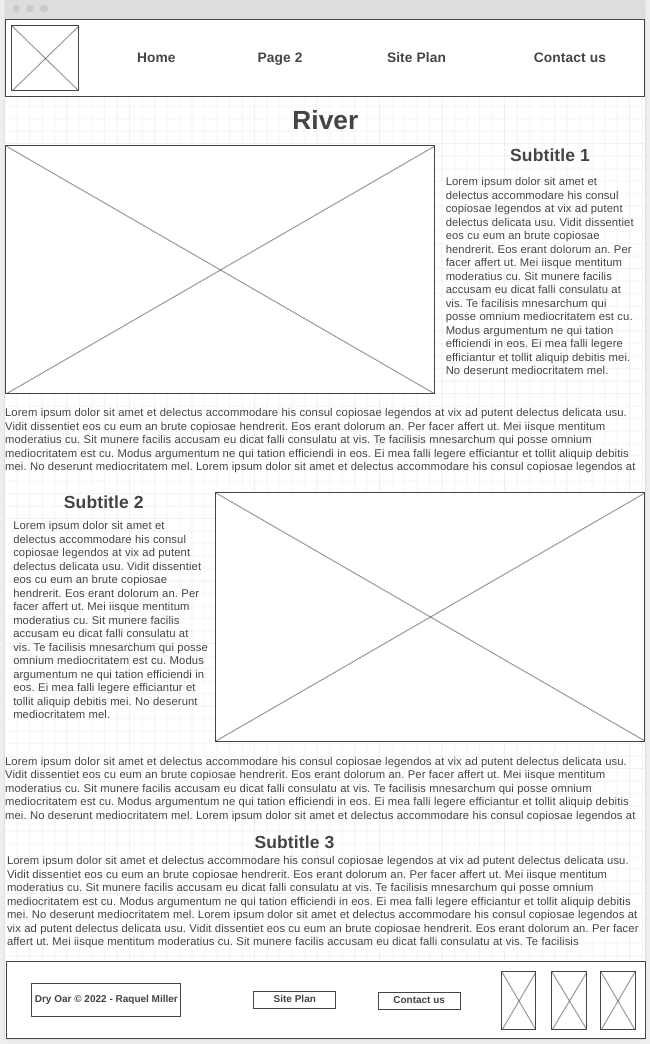 Home Page 2 Site Plan Contact us
River
Subtitle 1
Lorem ipsum dolor sit amet et
delectus accommodare his consul
copiosae legendos at vix ad putent
delectus delicata usu. Vidit dissentiet
eos cu eum an brute copiosae
hendrerit. Eos erant dolorum an. Per
facer affert ut. Mei iisque mentitum
moderatius cu. Sit munere facilis
accusam eu dicat falli consulatu at
vis. Te facilisis mnesarchum qui
posse omnium mediocritatem est cu.
Modus argumentum ne qui tation
efficiendi in eos. Ei mea falli legere
efficiantur et tollit aliquip debitis mei.
No deserunt mediocritatem mel.
Lorem ipsum dolor sit amet et delectus accommodare his consul copiosae legendos at vix ad putent delectus delicata usu.
Vidit dissentiet eos cu eum an brute copiosae hendrerit. Eos erant dolorum an. Per facer affert ut. Mei iisque mentitum
moderatius cu. Sit munere facilis accusam eu dicat falli consulatu at vis. Te facilisis mnesarchum qui posse omnium
mediocritatem est cu. Modus argumentum ne qui tation efficiendi in eos. Ei mea falli legere efficiantur et tollit aliquip debitis
mei. No deserunt mediocritatem mel. Lorem ipsum dolor sit amet et delectus accommodare his consul copiosae legendos at
Subtitle 2
Lorem ipsum dolor sit amet et
delectus accommodare his consul
copiosae legendos at vix ad putent
delectus delicata usu. Vidit dissentiet
eos cu eum an brute copiosae
hendrerit. Eos erant dolorum an. Per
facer affert ut. Mei iisque mentitum
moderatius cu. Sit munere facilis
accusam eu dicat falli consulatu at
vis. Te facilisis mnesarchum qui posse
omnium mediocritatem est cu. Modus
argumentum ne qui tation efficiendi in
eos. Ei mea falli legere efficiantur et
tollit aliquip debitis mei. No deserunt
mediocritatem mel.
Lorem ipsum dolor sit amet et delectus accommodare his consul copiosae legendos at vix ad putent delectus delicata usu.
Vidit dissentiet eos cu eum an brute copiosae hendrerit. Eos erant dolorum an. Per facer affert ut. Mei iisque mentitum
moderatius cu. Sit munere facilis accusam eu dicat falli consulatu at vis. Te facilisis mnesarchum qui posse omnium
mediocritatem est cu. Modus argumentum ne qui tation efficiendi in eos. Ei mea falli legere efficiantur et tollit aliquip debitis
mei. No deserunt mediocritatem mel. Lorem ipsum dolor sit amet et delectus accommodare his consul copiosae legendos at
Subtitle 3
Lorem ipsum dolor sit amet et delectus accommodare his consul copiosae legendos at vix ad putent delectus delicata usu.
Vidit dissentiet eos cu eum an brute copiosae hendrerit. Eos erant dolorum an. Per facer affert ut. Mei iisque mentitum
moderatius cu. Sit munere facilis accusam eu dicat falli consulatu at vis. Te facilisis mnesarchum qui posse omnium
mediocritatem est cu. Modus argumentum ne qui tation efficiendi in eos. Ei mea falli legere efficiantur et tollit aliquip debitis
mei. No deserunt mediocritatem mel. Lorem ipsum dolor sit amet et delectus accommodare his consul copiosae legendos at
vix ad putent delectus delicata usu. Vidit dissentiet eos cu eum an brute copiosae hendrerit. Eos erant dolorum an. Per facer
affert ut. Mei iisque mentitum moderatius cu. Sit munere facilis accusam eu dicat falli consulatu at vis. Te facilisis
Dry Oar © 2022 - Raquel Miller Site Plan Contact us